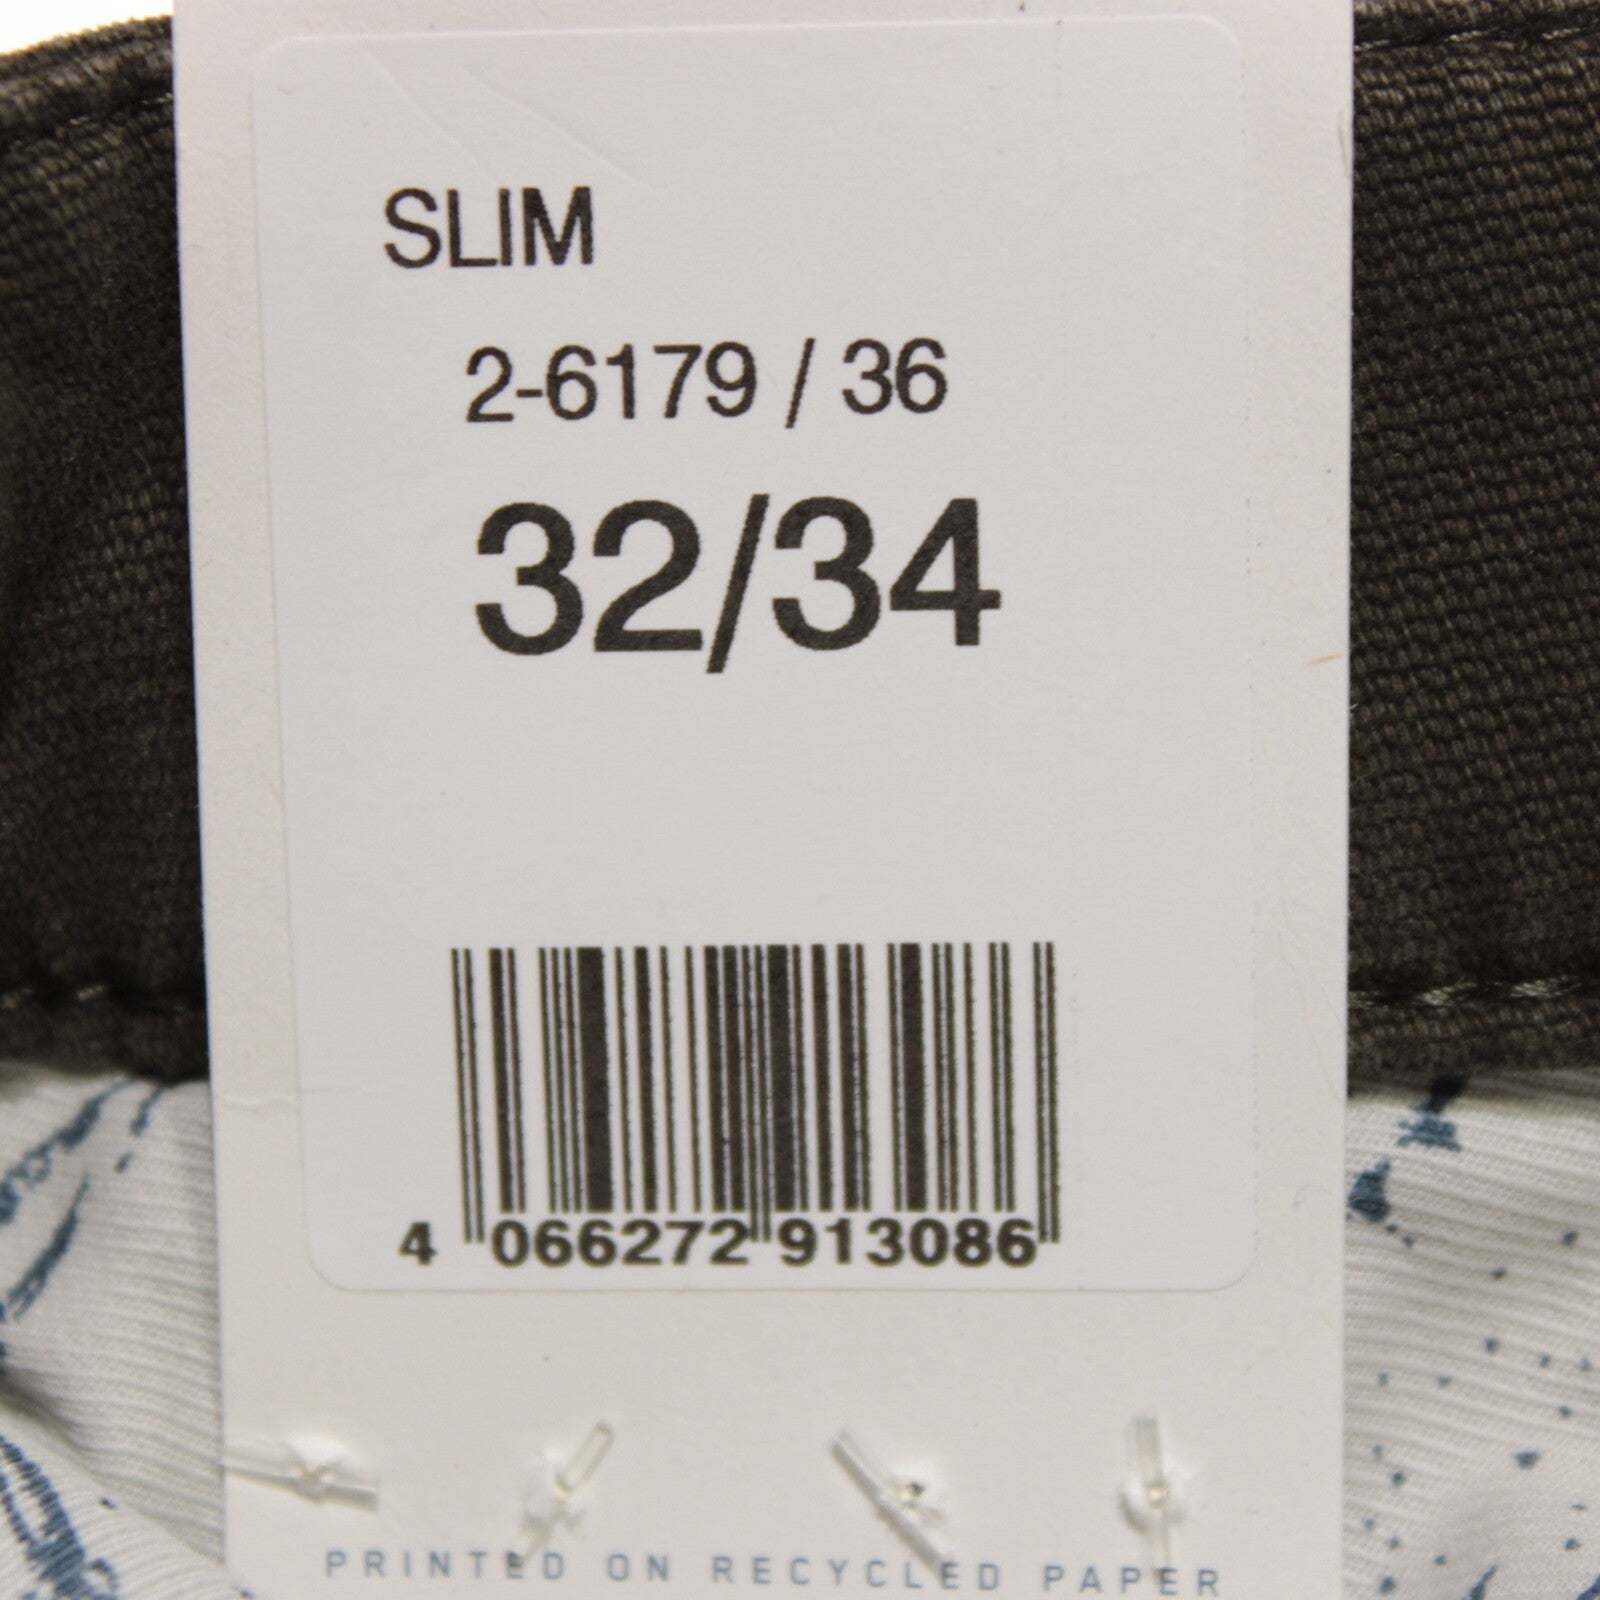 SLIM
2-6179 / 36
32/34
4 066272 913086
PRINTED ON RECYCLED PAPER